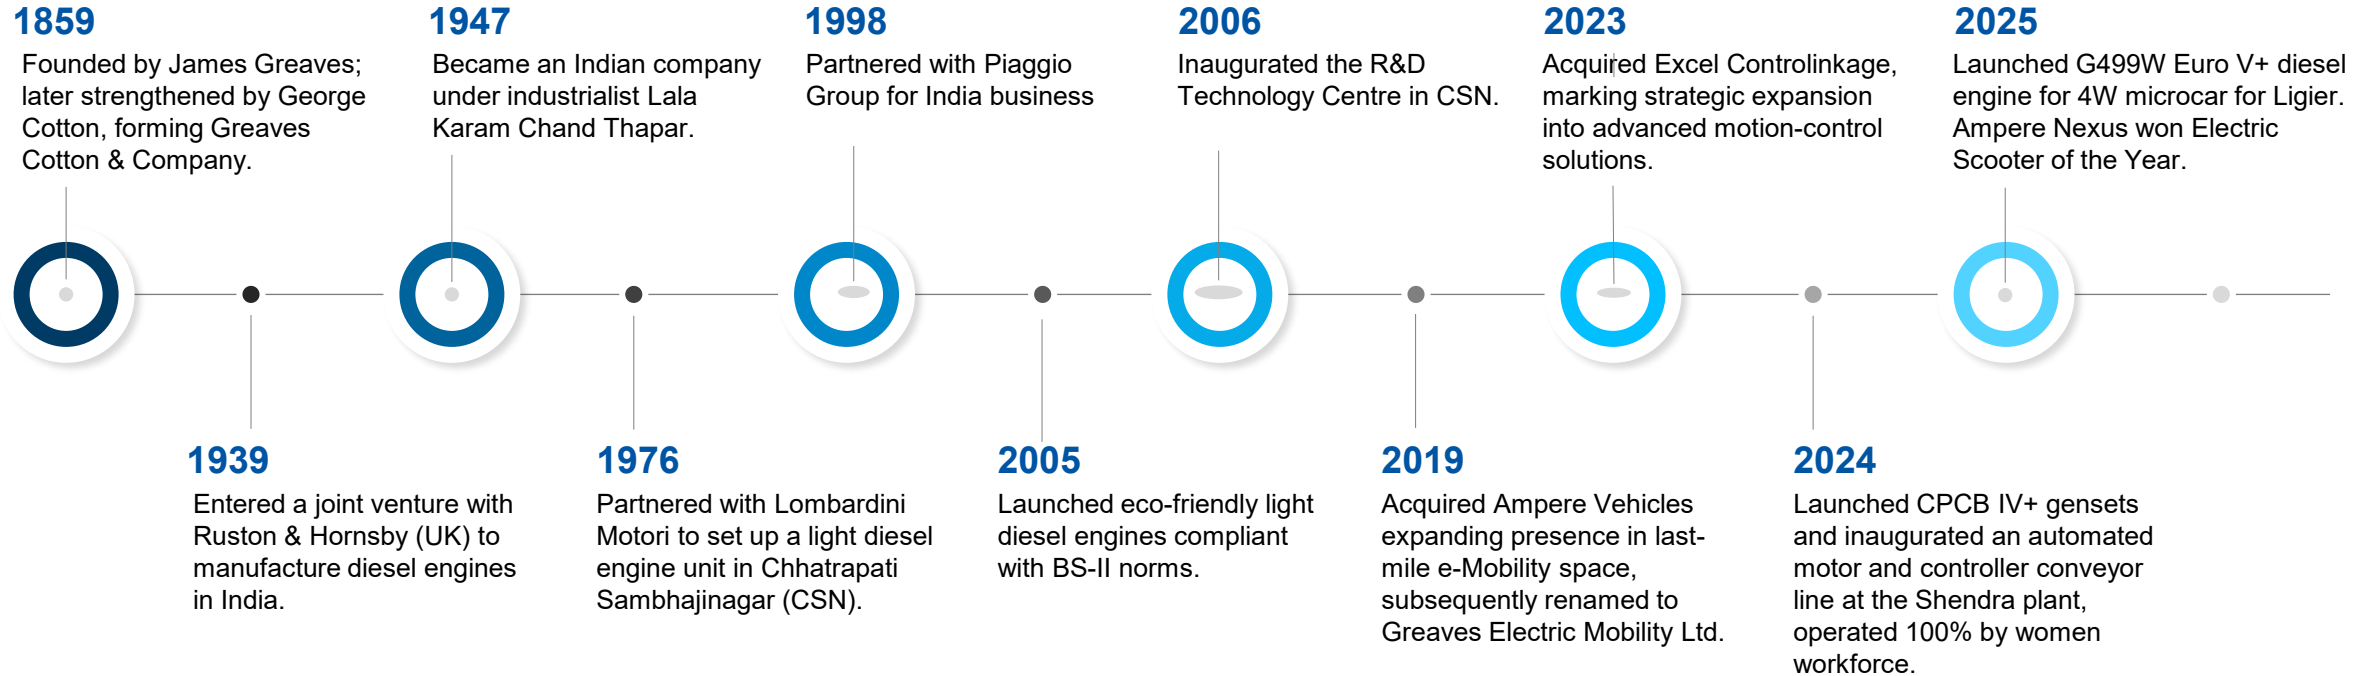 1859
Founded by James Greaves;
later strengthened by George
Cotton, forming Greaves
Cotton & Company.
1947
Became an Indian company
under industrialist Lala
Karam Chand Thapar.
1998
Partnered with Piaggio
Group for India business
2006
Inaugurated the R&D
Technology Centre in CSN.
2023
Acquired Excel Controlinkage,
marking strategic expansion
into advanced motion-control
solutions.
2025
Launched G499W Euro V+ diesel
engine for 4W microcar for Ligier.
Ampere Nexus won Electric
Scooter of the Year.
1939
Entered a joint venture with
Ruston & Hornsby (UK) to
manufacture diesel engines
in India.
1976
Partnered with Lombardini
Motori to set up a light diesel
engine unit in Chhatrapati
Sambhajinagar (CSN).
2005
Launched eco-friendly light
diesel engines compliant
with BS-II norms.
2019
Acquired Ampere Vehicles
expanding presence in last-
mile e-Mobility space,
subsequently renamed to
Greaves Electric Mobility Ltd.
2024
Launched CPCB IV+ gensets
and inaugurated an automated
motor and controller conveyor
line at the Shendra plant,
operated 100% by women
workforce.